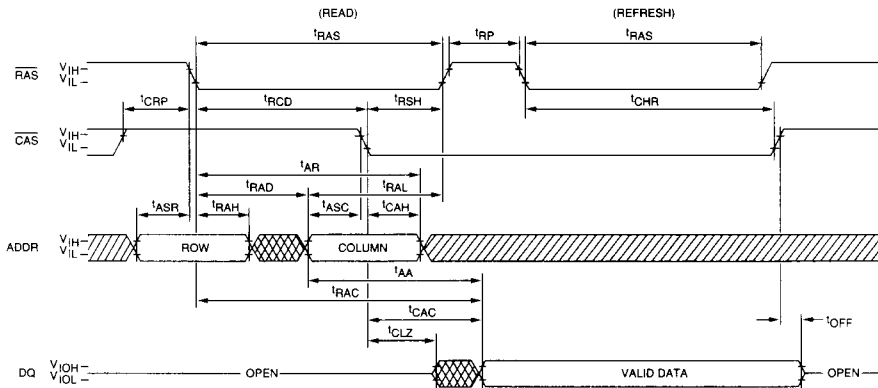 (READ) (REFRESH)
tRAS tRP tRAS
RAS VIH VIL
tCRP tRCD tRSH tCHR
CAS VIH VIL
tAR
tRAD tRAL
tASR tRAH tASC tCAH
ADDR VIH VIL ROW COLUMN
tAA
tRAC
tCAC
tCLZ tOFF
DQ VIOH VIOL OPEN VALID DATA OPEN